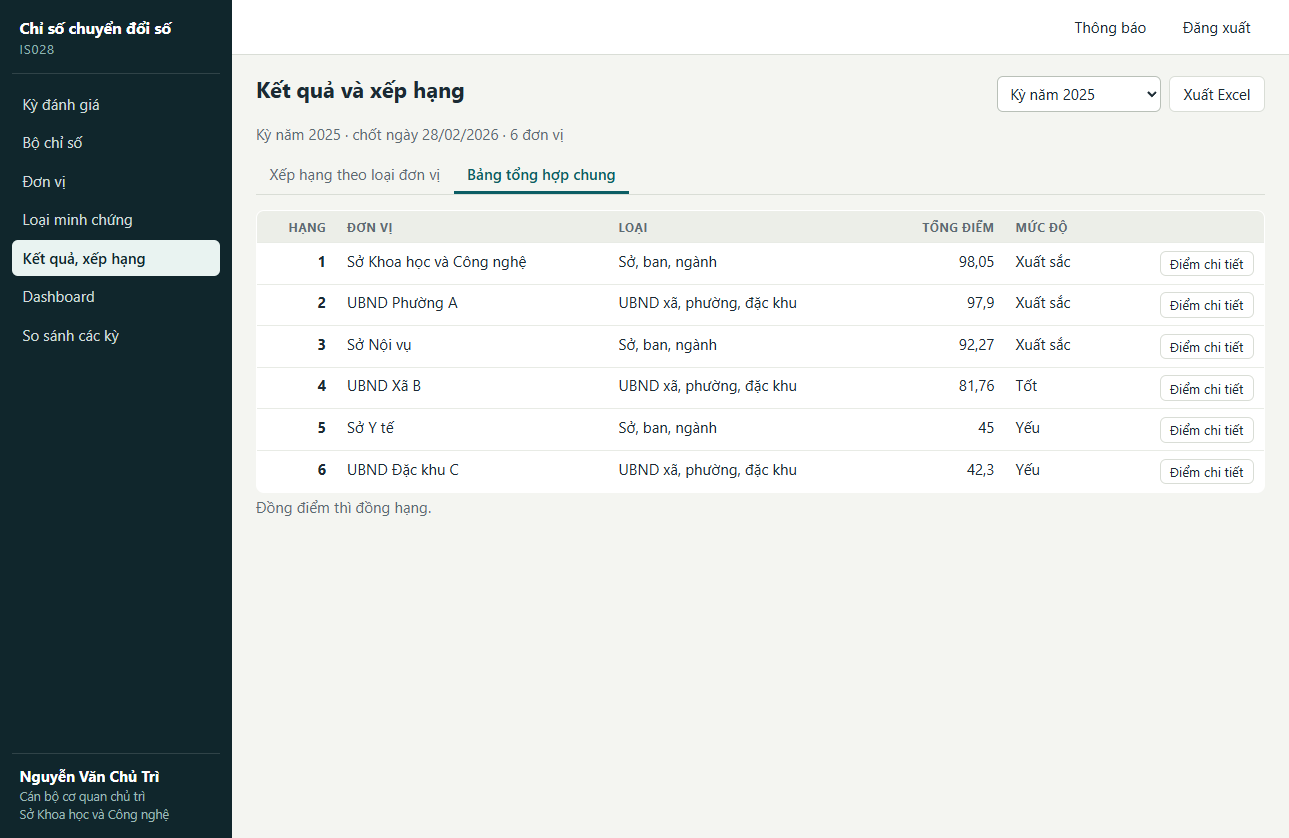 Chỉ số chuyển đổi số
IS028
Kỳ đánh giá
Bộ chỉ số
Đơn vị
Loại minh chứng
Kết quả, xếp hạng
Dashboard
So sánh các kỳ
Nguyễn Văn Chủ Trì
Cán bộ cơ quan chủ trì
Sở Khoa học và Công nghệ
Thông báo Đăng xuất
Kết quả và xếp hạng
Kỳ năm 2025 Xuất Excel
Kỳ năm 2025 · chốt ngày 28/02/2026 · 6 đơn vị
Xếp hạng theo loại đơn vị Bảng tổng hợp chung
HẠNG ĐƠN VỊ LOẠI TỔNG ĐIỂM MỨC ĐỘ
1 Sở Khoa học và Công nghệ Sở, ban, ngành 98,05 Xuất sắc Điểm chi tiết
2 UBND Phường A UBND xã, phường, đặc khu 97,9 Xuất sắc Điểm chi tiết
3 Sở Nội vụ Sở, ban, ngành 92,27 Xuất sắc Điểm chi tiết
4 UBND Xã B UBND xã, phường, đặc khu 81,76 Tốt Điểm chi tiết
5 Sở Y tế Sở, ban, ngành 45 Yếu Điểm chi tiết
6 UBND Đặc khu C UBND xã, phường, đặc khu 42,3 Yếu Điểm chi tiết
Đồng điểm thì đồng hạng.